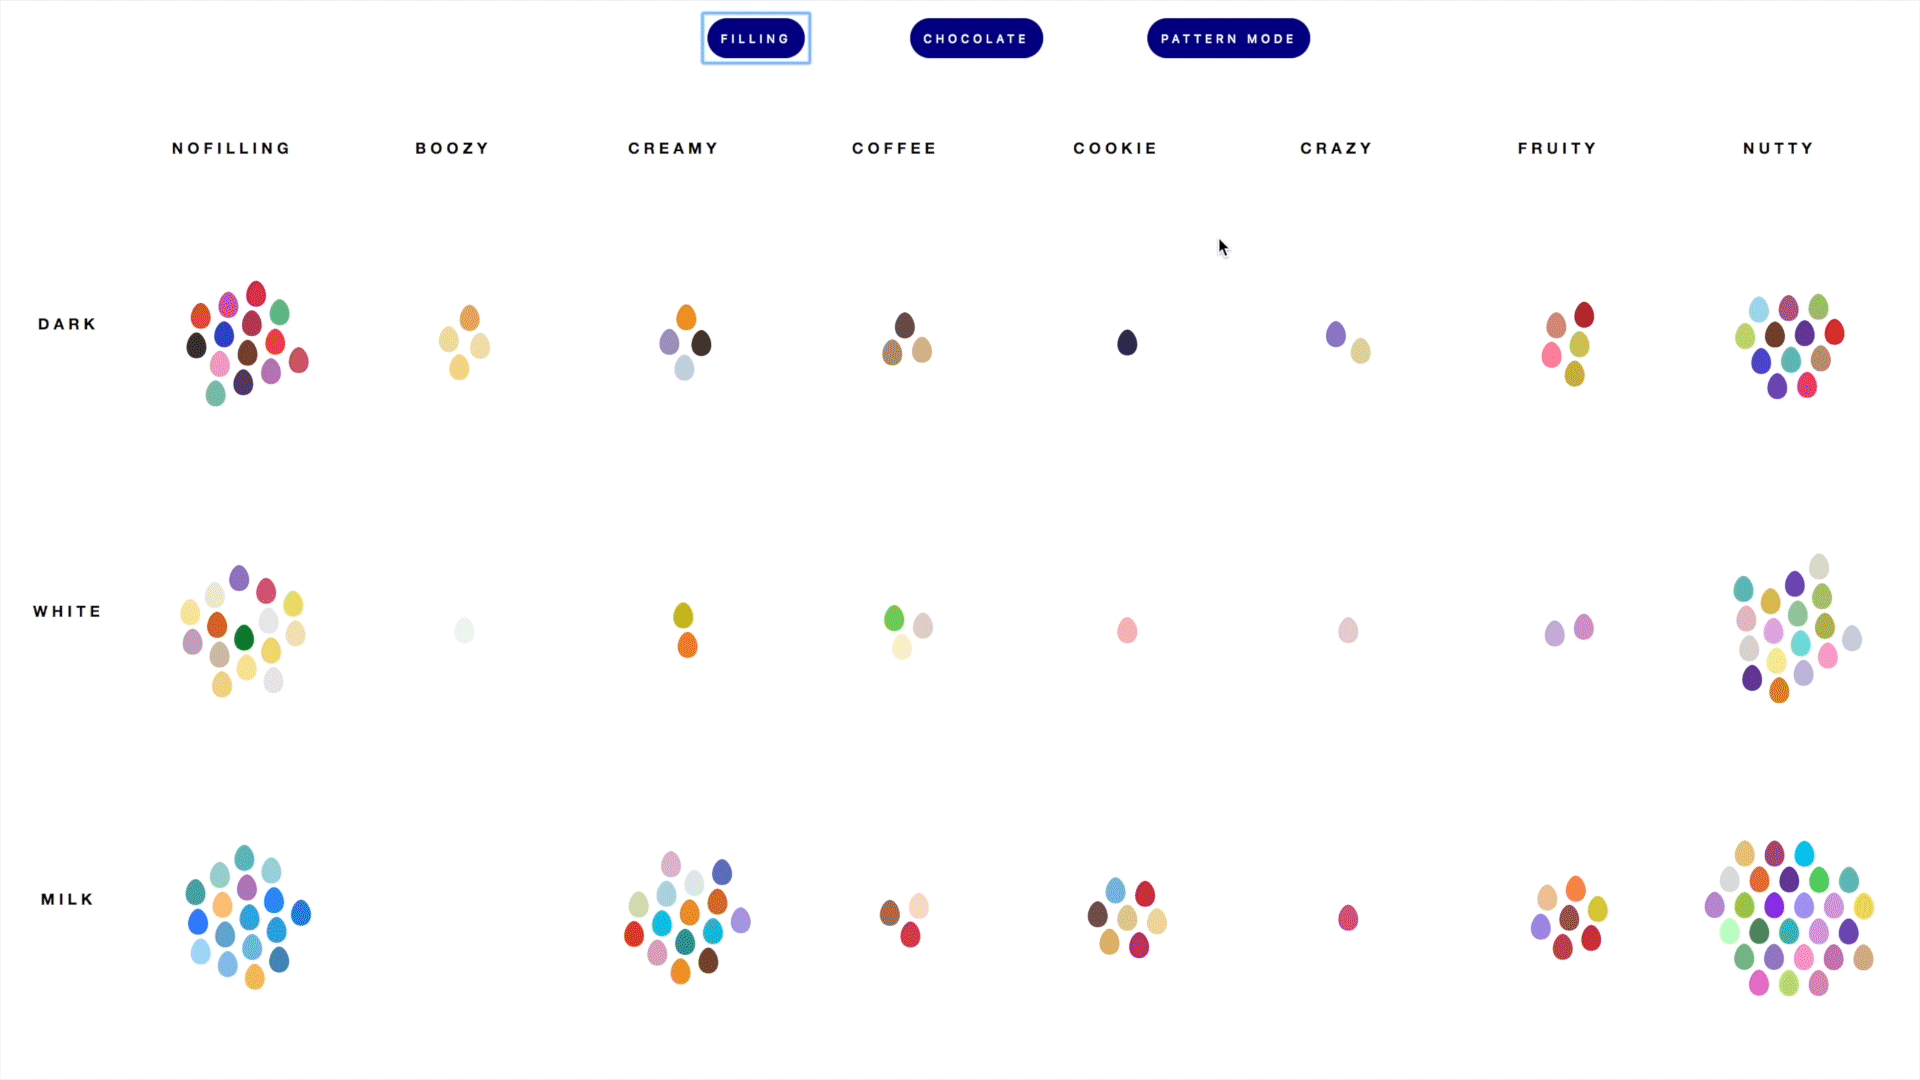 FILLING CHOCOLATE PATTERN MODE
NOFILLING BOOZY CREAMY COFFEE COOKIE CRAZY FRUITY NUTTY
DARK
WHITE
MILK